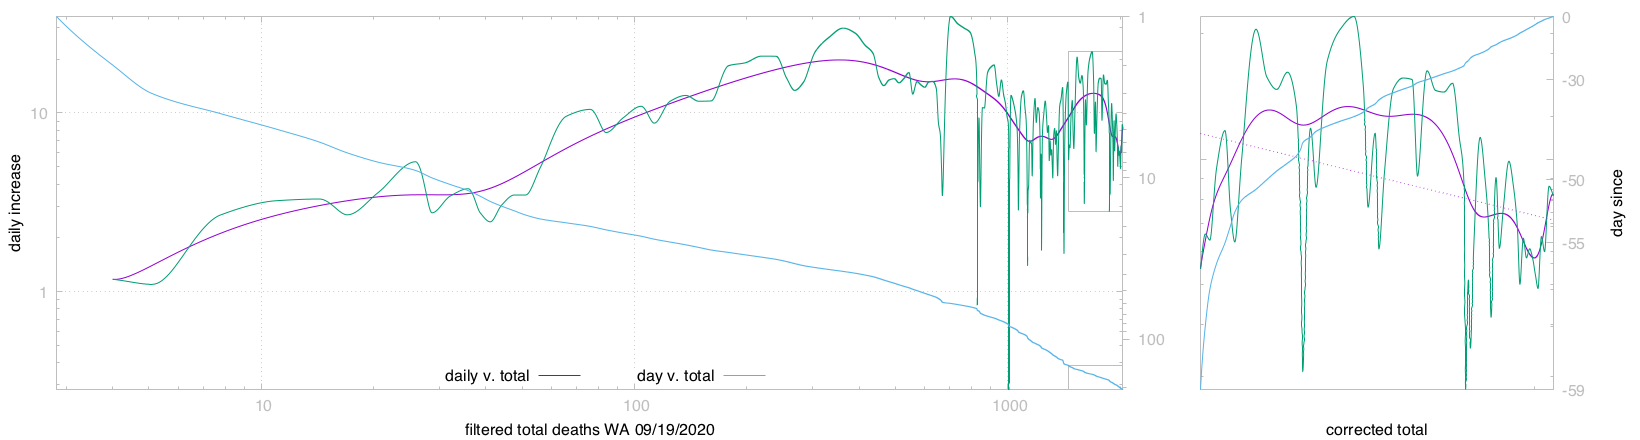 1
0
10
-30
daily increase
10
-50
day since
1
-55
100
daily v. total
day v. total
-59
10
100
1000
filtered total deaths WA 09/19/2020
corrected total